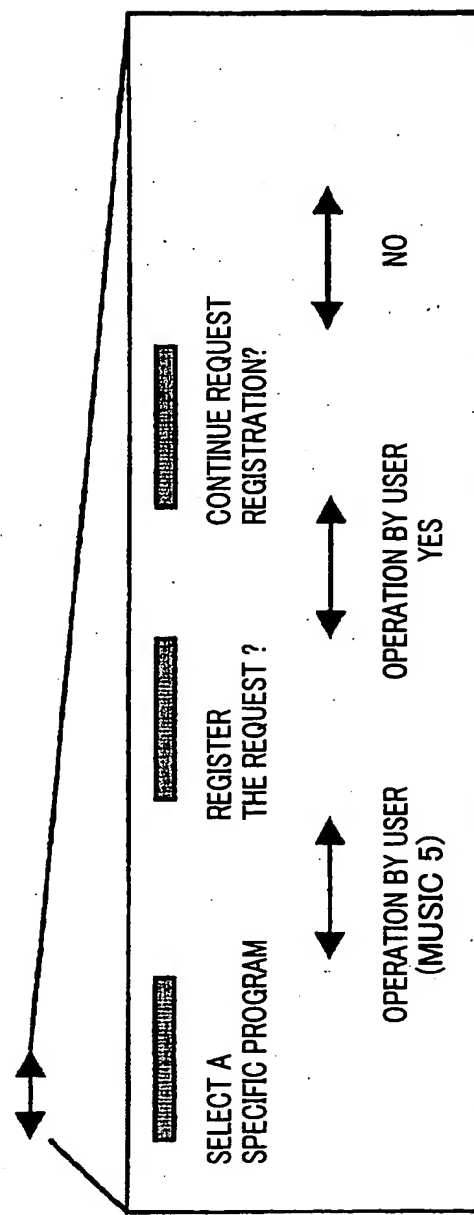 SELECT A
SPECIFIC PROGRAM
REGISTER
THE REQUEST ?
CONTINUE REQUEST
REGISTRATION?
OPERATION BY USER
(MUSIC 5)
OPERATION BY USER
YES
NO